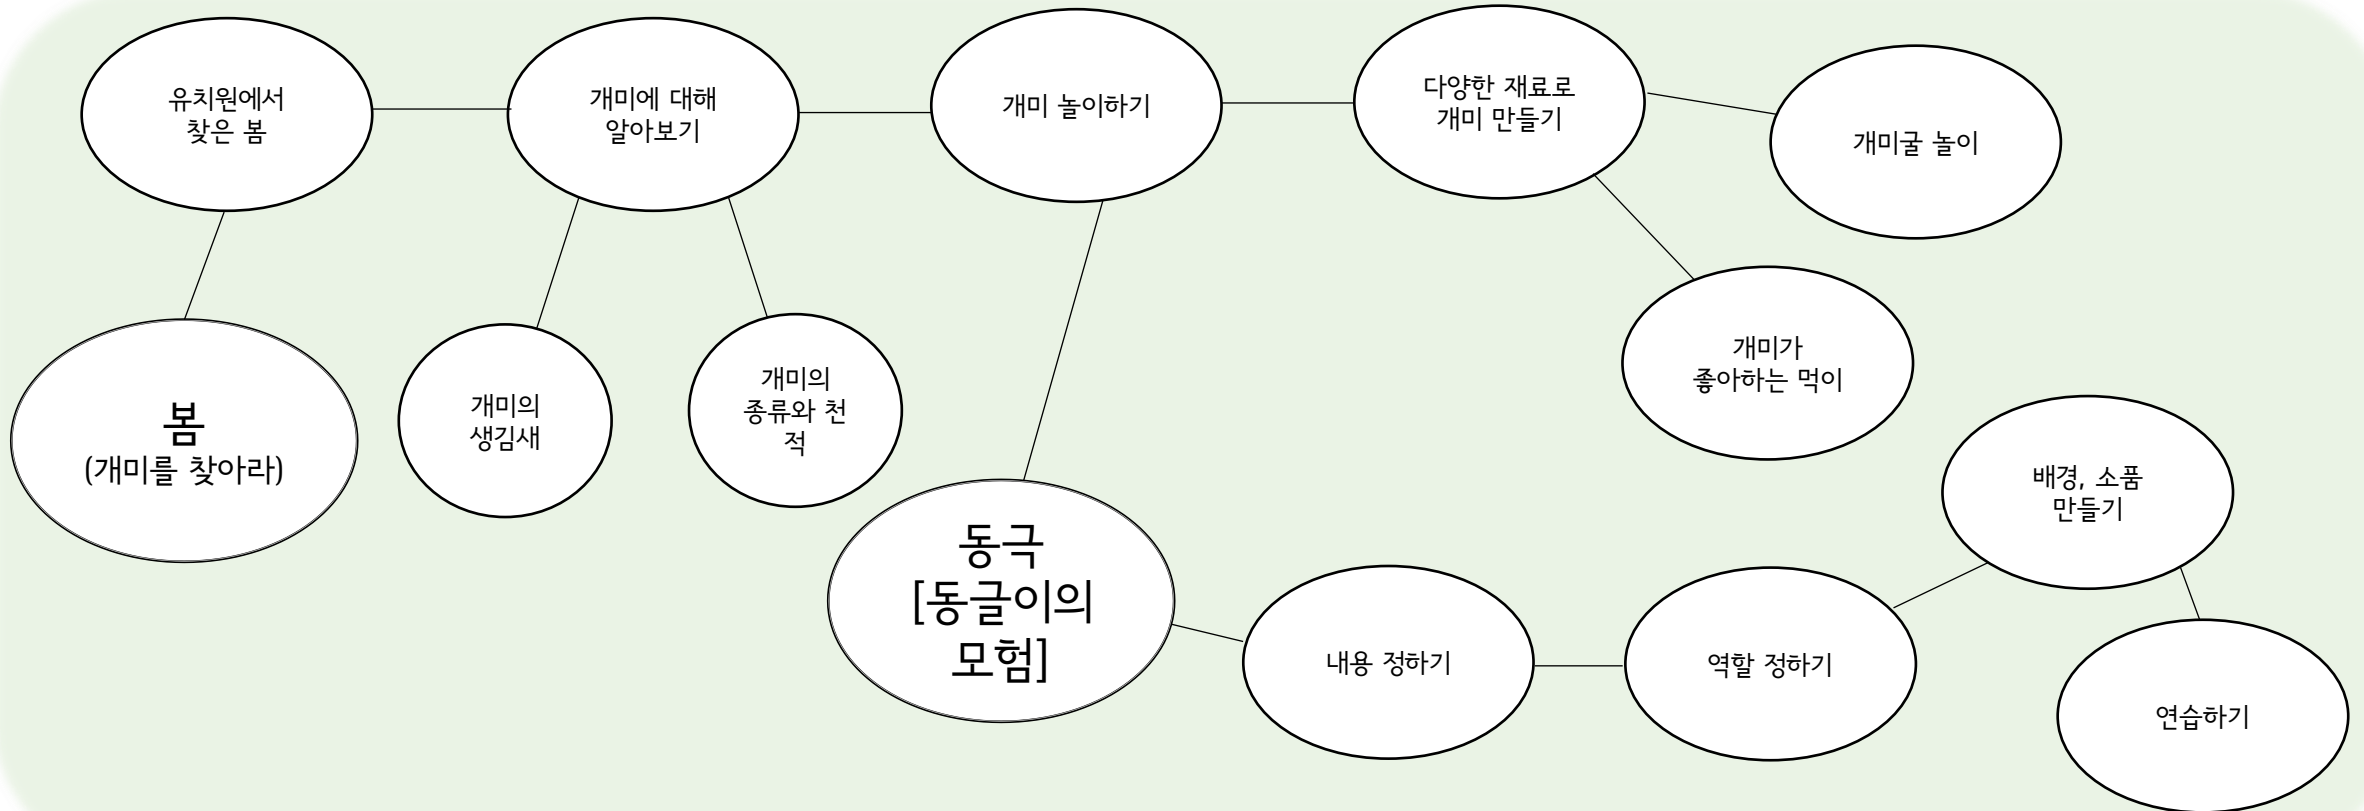 유치원에서
찾은 봄
개미에 대해
알아보기
개미 놀이하기
다양한 재료로
개미 만들기
개미굴 놀이
봄
(개미를 찾아라)
개미의
생김새
개미의
종류와 천
적
개미가
좋아하는 먹이
동극
[동글이의
모험]
내용 정하기
역할 정하기
배경, 소품
만들기
연습하기